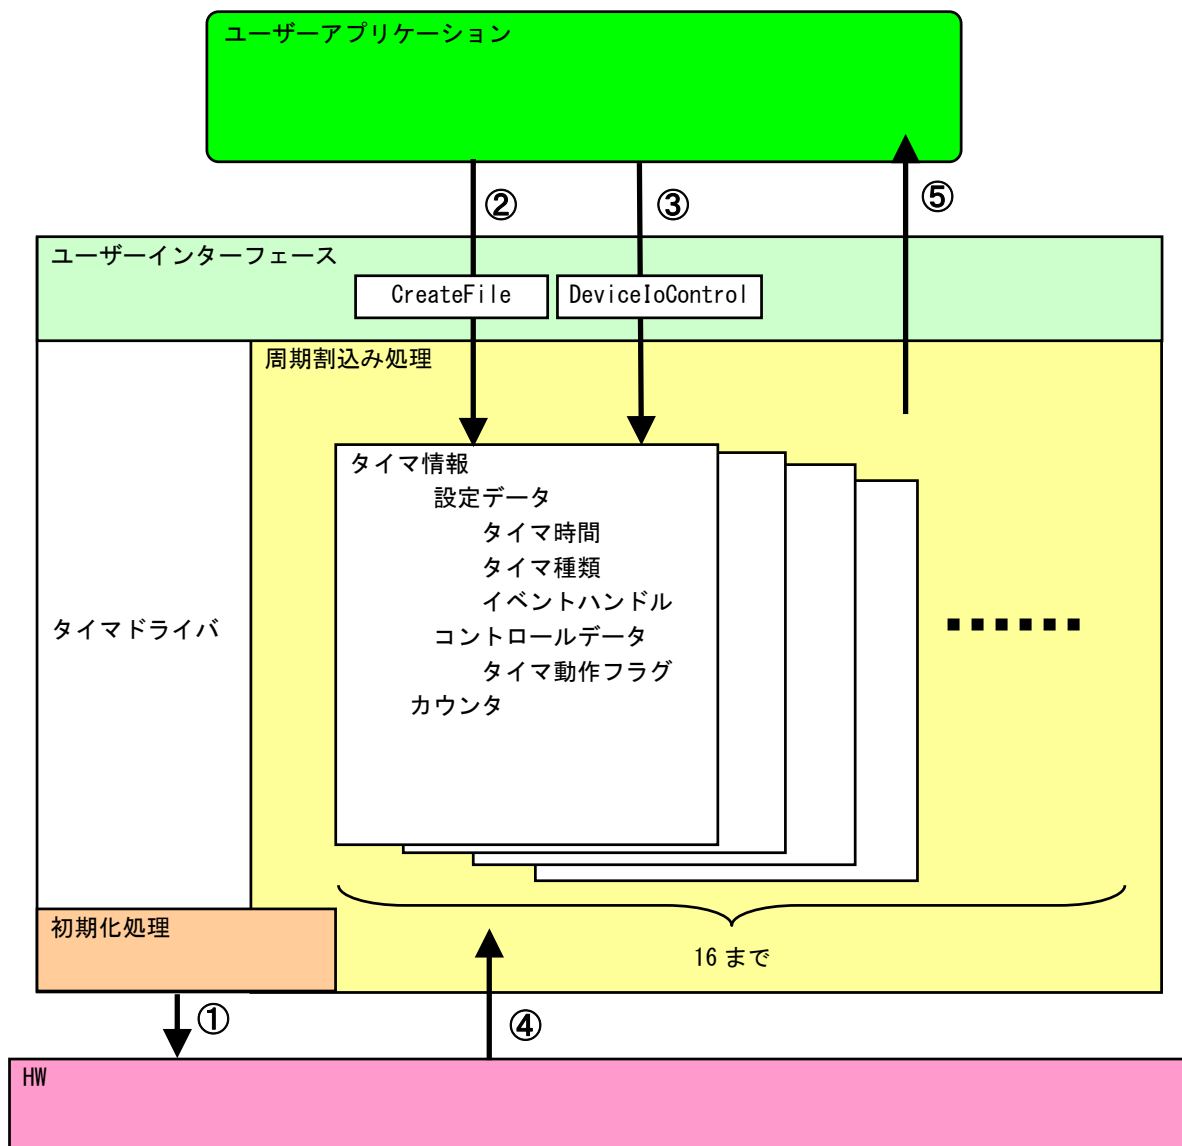 ユーザーアプリケーション
②
③
⑤
ユーザーインターフェース
CreateFile
DeviceIoControl
周期割込み処理
タイマ情報
設定データ
タイマ時間
タイマ種類
イベントハンドル
タイマドライバ
コントロールデータ
タイマ動作フラグ
カウンタ
初期化処理
16 まで
①
④
HW